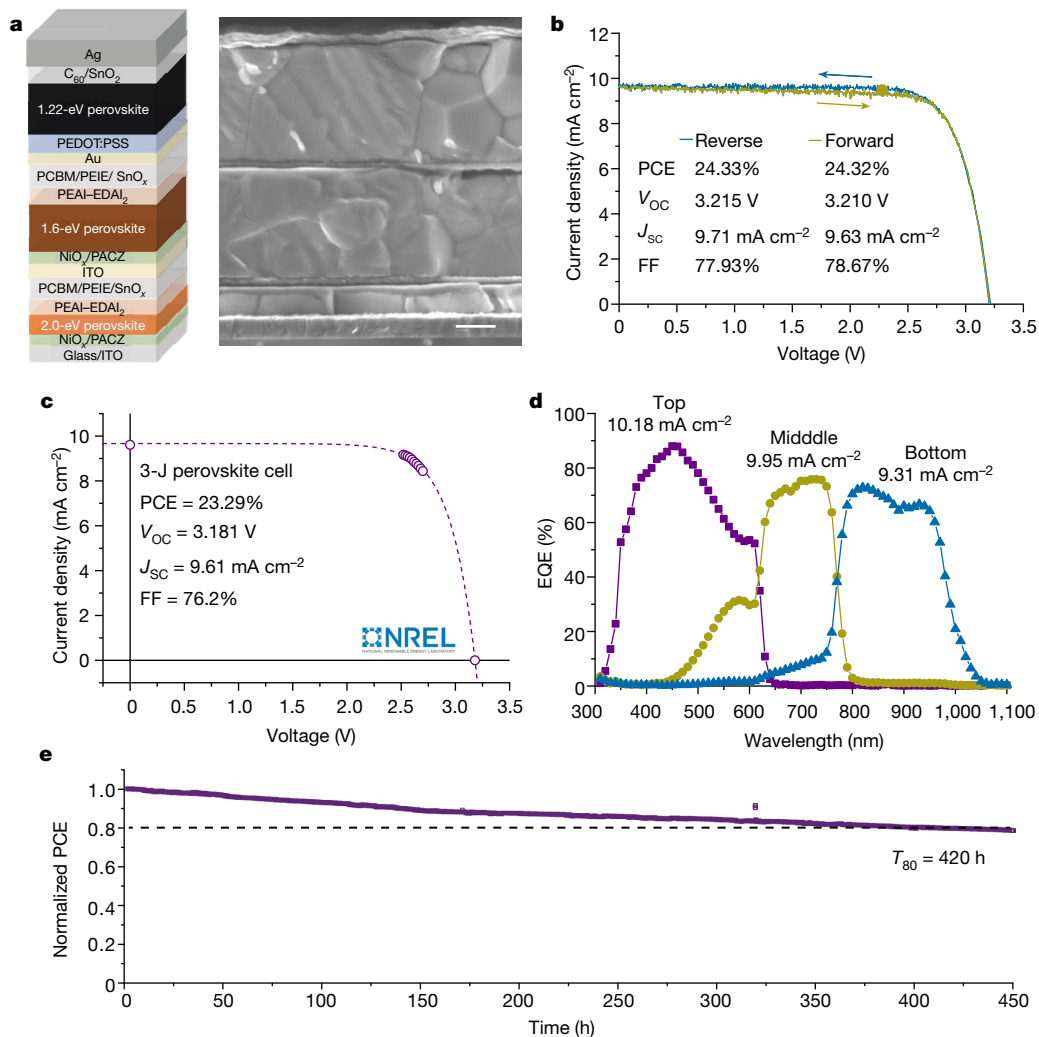 a
Ag
C60/SnO2
1.22-eV perovskite
PEDOT:PSS
Au
PCBM/PEIE/ SnOx
PEAI–EDAI2
1.6-eV perovskite
NiOx/PACZ
ITO
PCBM/PEIE/SnOx
PEAI–EDAI2
2.0-eV perovskite
NiOx/PACZ
Glass/ITO
b
Current density (mA cm−2)
12
10
8
6
4
2
0
Reverse Forward
PCE 24.33% 24.32%
VOC 3.215 V 3.210 V
JSC 9.71 mA cm−2 9.63 mA cm−2
FF 77.93% 78.67%
0 0.5 1.0 1.5 2.0 2.5 3.0 3.5
Voltage (V)
c
Current density (mA cm−2)
10
8
6
4
2
0
3-J perovskite cell
PCE = 23.29%
VOC = 3.181 V
JSC = 9.61 mA cm−2
FF = 76.2%
NREL
NATIONAL RENEWABLE ENERGY LABORATORY
0 0.5 1.0 1.5 2.0 2.5 3.0 3.5
Voltage (V)
d
EQE (%)
100
80
60
40
20
0
Top
10.18 mA cm−2
Midddle
9.95 mA cm−2
Bottom
9.31 mA cm−2
300 400 500 600 700 800 900 1,000 1,100
Wavelength (nm)
e
Normalized PCE
1.0
0.8
0.6
0.4
0.2
0
T80 = 420 h
0 50 100 150 200 250 300 350 400 450
Time (h)